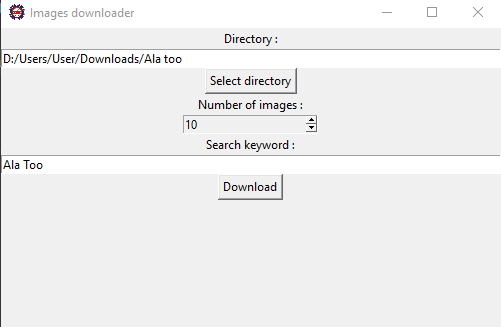 Images downloader
Directory :
D:/Users/User/Downloads/Ala too
Select directory
Number of images :
10
Search keyword :
Ala Too
Download